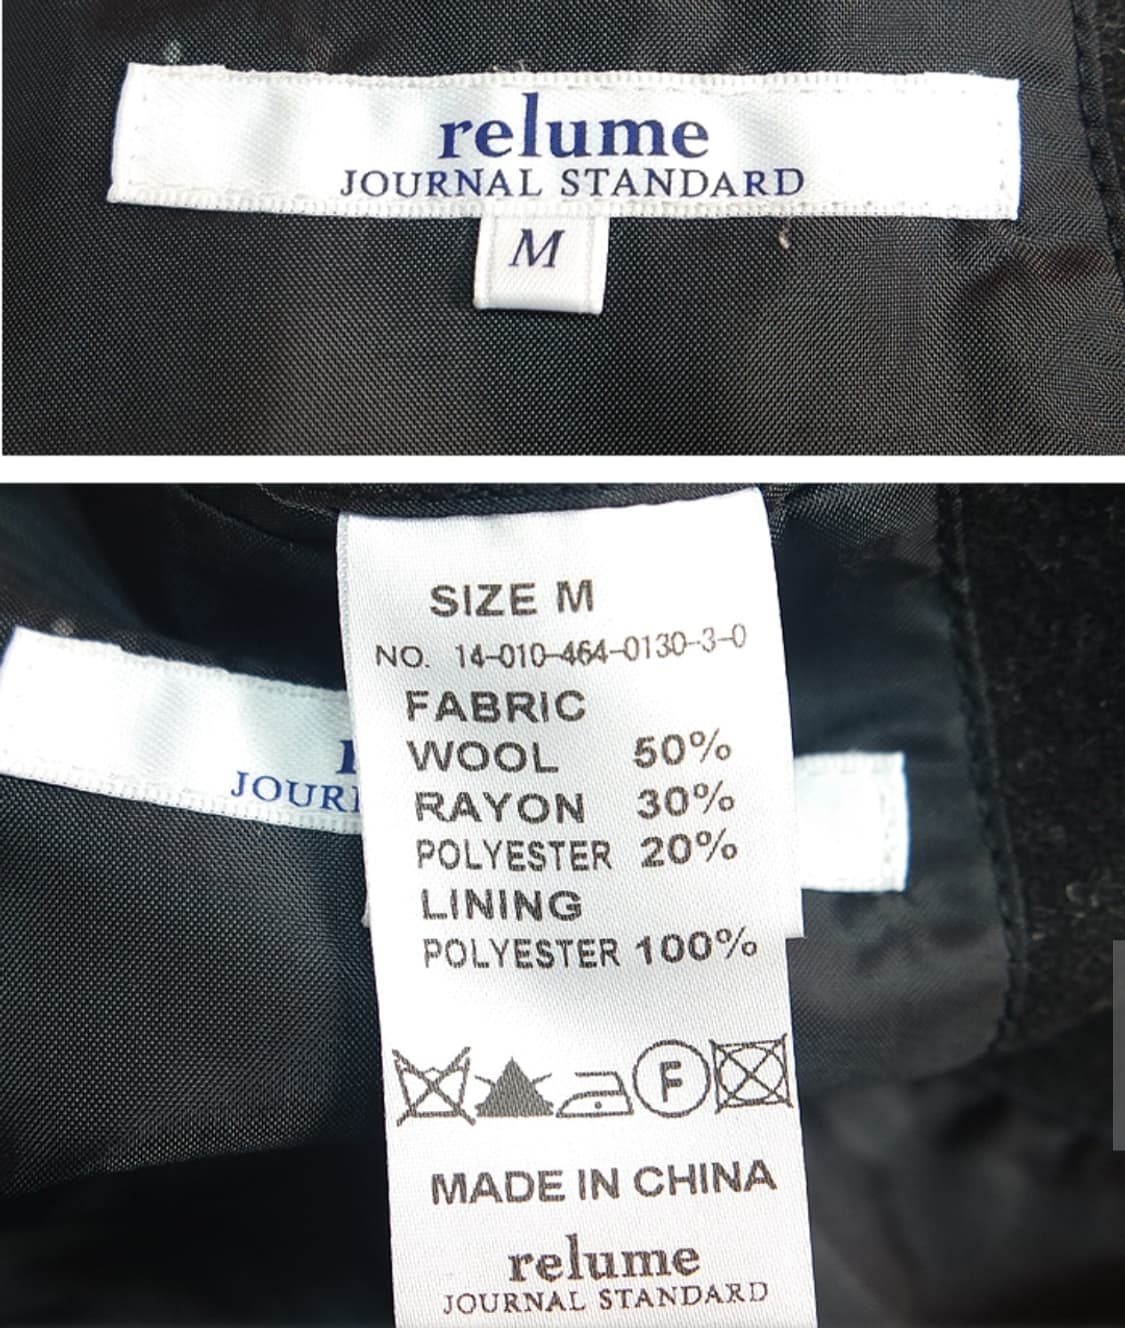 relume
JOURNAL STANDARD
M
SIZE M
NO. 14-010-464-0130-3-0
FABRIC
WOOL 50%
RAYON 30%
POLYESTER 20%
LINING
POLYESTER 100%
JOUR
F
MADE IN CHINA
relume
JOURNAL STANDARD